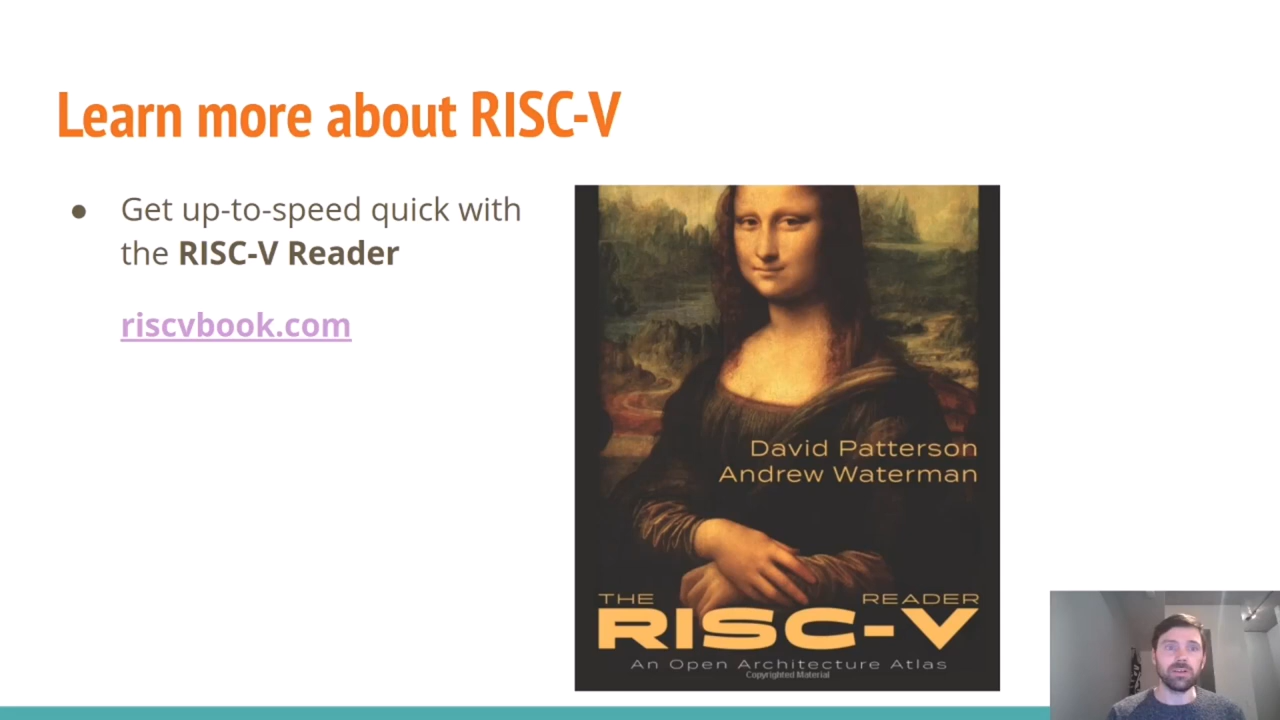 Learn more about RISC-V
● Get up-to-speed quick with
the RISC-V Reader
riscvbook.com
David Patterson
Andrew Waterman
THE READER
RISC-V
An Open Architecture Atlas
Copyrighted Material